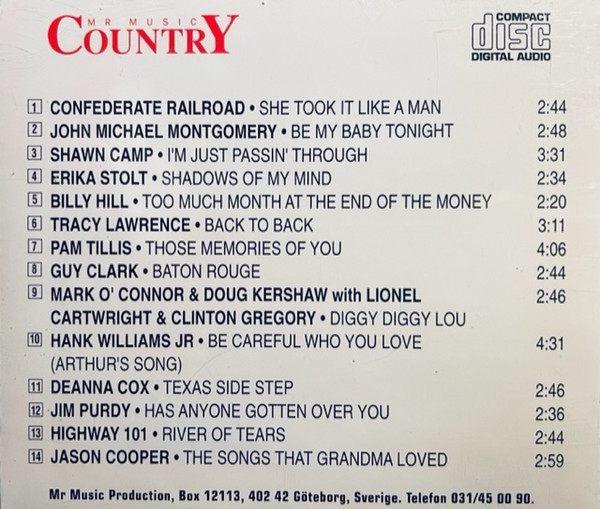 MR MUSIC
COUNTRY
COMPACT
disc
DIGITAL AUDIO
1 CONFEDERATE RAILROAD • SHE TOOK IT LIKE A MAN 2:44
2 JOHN MICHAEL MONTGOMERY • BE MY BABY TONIGHT 2:48
3 SHAWN CAMP • I'M JUST PASSIN' THROUGH 3:31
4 ERIKA STOLT • SHADOWS OF MY MIND 2:34
5 BILLY HILL • TOO MUCH MONTH AT THE END OF THE MONEY 2:20
6 TRACY LAWRENCE • BACK TO BACK 3:11
7 PAM TILLIS • THOSE MEMORIES OF YOU 4:06
8 GUY CLARK • BATON ROUGE 2:44
9 MARK O' CONNOR & DOUG KERSHAW with LIONEL 2:46
CARTWRIGHT & CLINTON GREGORY • DIGGY DIGGY LOU
10 HANK WILLIAMS JR • BE CAREFUL WHO YOU LOVE 4:31
(ARTHUR'S SONG)
11 DEANNA COX • TEXAS SIDE STEP 2:46
12 JIM PURDY • HAS ANYONE GOTTEN OVER YOU 2:36
13 HIGHWAY 101 • RIVER OF TEARS 2:44
14 JASON COOPER • THE SONGS THAT GRANDMA LOVED 2:59
Mr Music Production, Box 12113, 402 42 Göteborg, Sverige. Telefon 031/45 00 90.